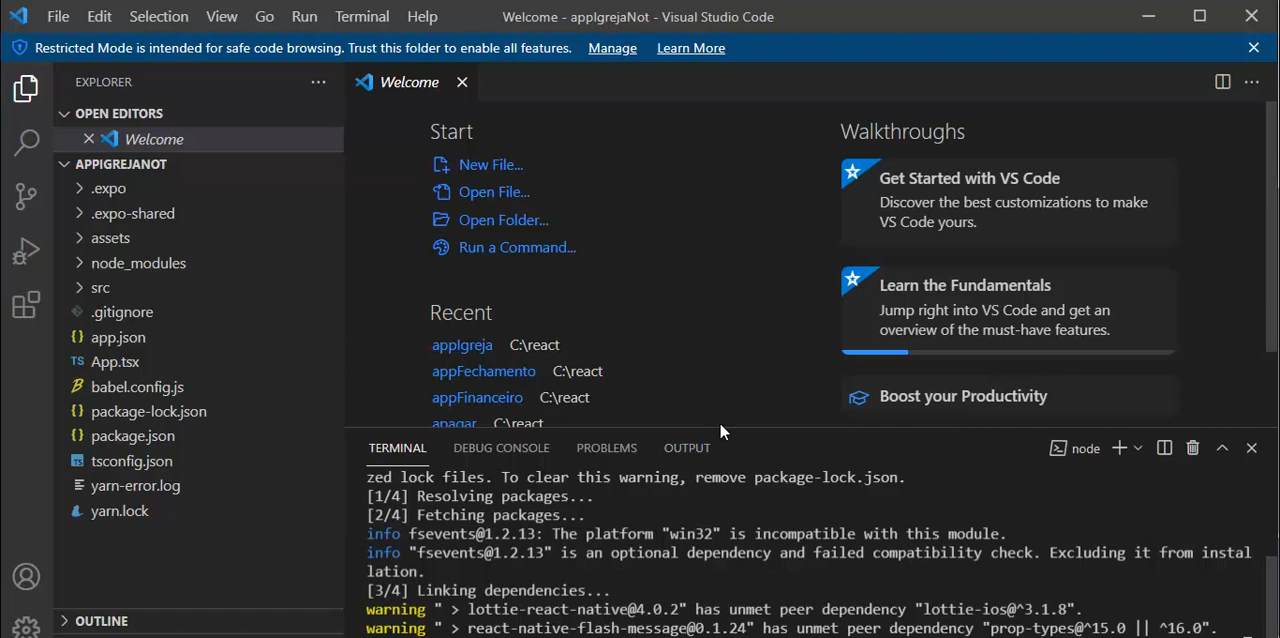 File Edit Selection View Go Run Terminal Help Welcome - appIgrejaNot - Visual Studio Code
Restricted Mode is intended for safe code browsing. Trust this folder to enable all features. Manage Learn More
EXPLORER
OPEN EDITORS
Welcome
APPIGREJANOT
.expo
.expo-shared
assets
node_modules
src
.gitignore
{} app.json
TS App.tsx
babel.config.js
{} package-lock.json
{} package.json
tsconfig.json
yarn-error.log
yarn.lock
OUTLINE
Welcome
Start
New File...
Open File...
Open Folder...
Run a Command...
Recent
appIgreja C:\react
appFechamento C:\react
appFinanceiro C:\react
apagar C:\react
Walkthroughs
Get Started with VS Code
Discover the best customizations to make
VS Code yours.
Learn the Fundamentals
Jump right into VS Code and get an
overview of the must-have features.
Boost your Productivity
TERMINAL DEBUG CONSOLE PROBLEMS OUTPUT node
zed lock files. To clear this warning, remove package-lock.json.
[1/4] Resolving packages...
[2/4] Fetching packages...
info fsevents@1.2.13: The platform "win32" is incompatible with this module.
info "fsevents@1.2.13" is an optional dependency and failed compatibility check. Excluding it from instal
lation.
[3/4] Linking dependencies...
warning " > lottie-react-native@4.0.2" has unmet peer dependency "lottie-ios@^3.1.8".
warning " > react-native-flash-message@0.1.24" has unmet peer dependency "prop-types@^15.0 || ^16.0".